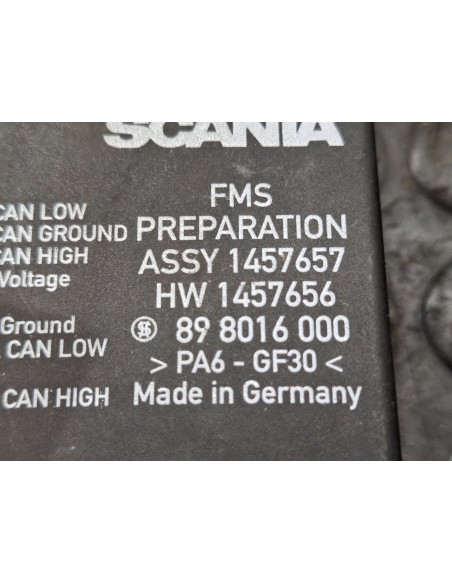 SCANIA
FMS
CAN LOW
PREPARATION
CAN GROUND
CAN HIGH
ASSY 1457657
Voltage
HW 1457656
Ground
89 8016 000
CAN LOW
> PA6 - GF30 <
CAN HIGH
Made in Germany